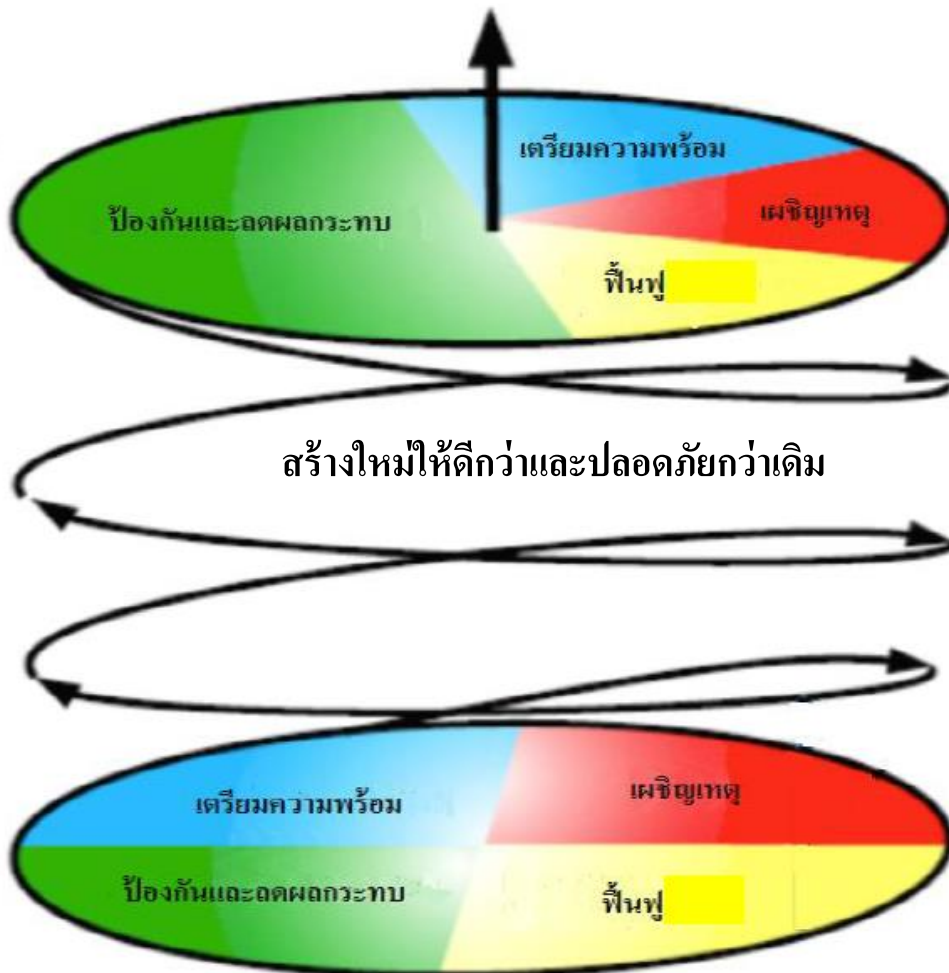 เตรียมความพร้อม
ป้องกันและลดผลกระทบ
เผชิญเหตุ
ฟื้นฟู
สร้างใหม่ให้ดีกว่าและปลอดภัยกว่าเดิม
เตรียมความพร้อม
เผชิญเหตุ
ป้องกันและลดผลกระทบ
ฟื้นฟู